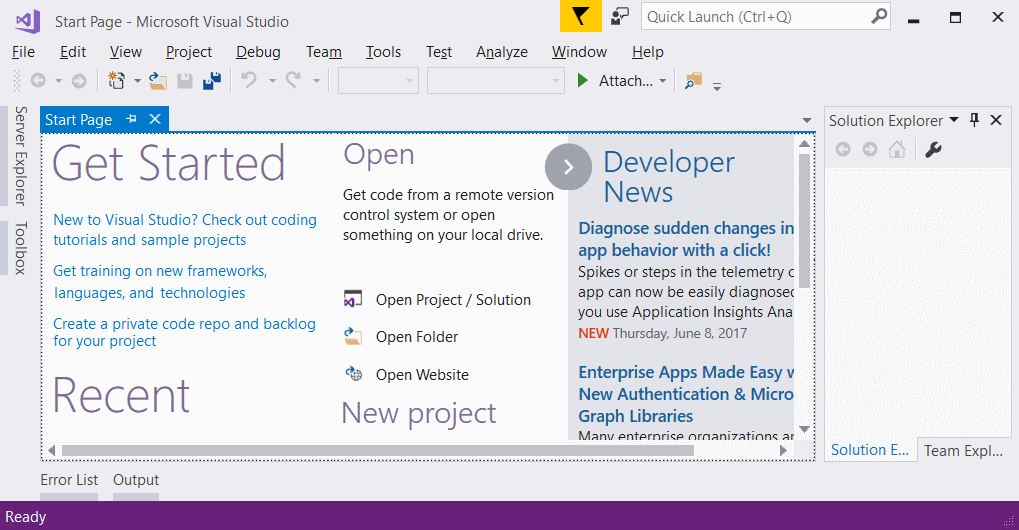 Start Page - Microsoft Visual Studio
Quick Launch (Ctrl+Q)
File Edit View Project Debug Team Tools Test Analyze Window Help
Attach...
Server Explorer
Toolbox
Start Page
Get Started
New to Visual Studio? Check out coding
tutorials and sample projects
Get training on new frameworks,
languages, and technologies
Create a private code repo and backlog
for your project
Recent
Open
Get code from a remote version
control system or open
something on your local drive.
Open Project / Solution
Open Folder
Open Website
New project
Developer
News
Diagnose sudden changes in
app behavior with a click!
Spikes or steps in the telemetry o
app can now be easily diagnosed
you use Application Insights Ana
NEW Thursday, June 8, 2017
Enterprise Apps Made Easy w
New Authentication & Micro
Graph Libraries
Many enterprise organizations ar
Solution Explorer
Solution E...
Team Expl...
Error List
Output
Ready